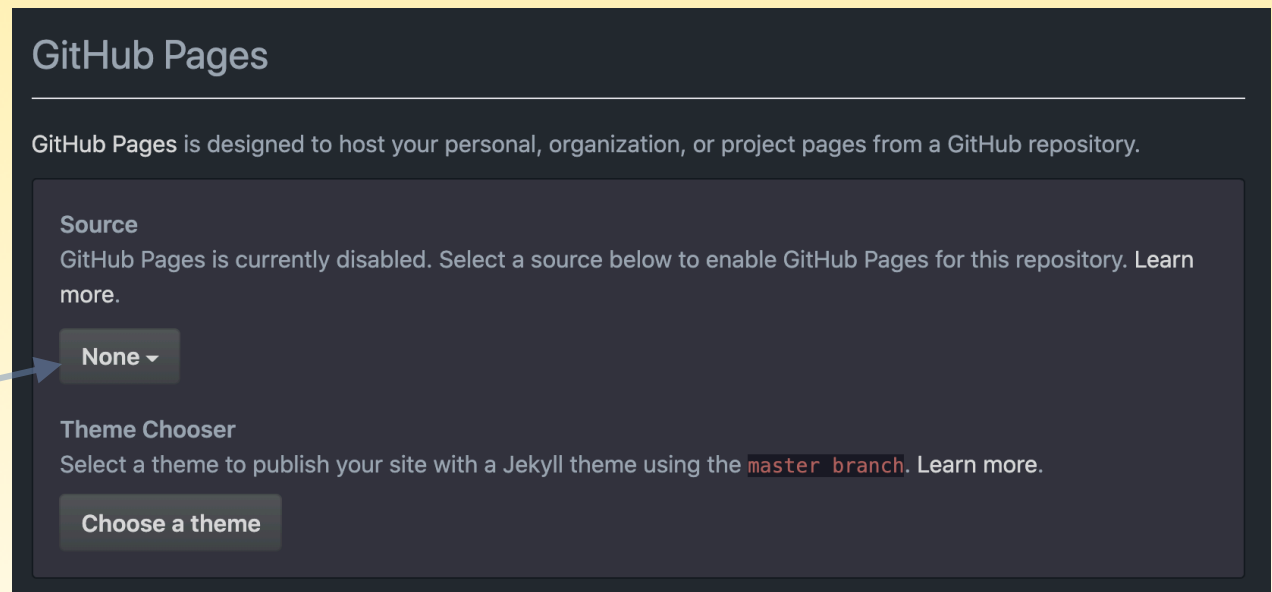 GitHub Pages
GitHub Pages is designed to host your personal, organization, or project pages from a GitHub repository.
Source
GitHub Pages is currently disabled. Select a source below to enable GitHub Pages for this repository. Learn
more.
None
Theme Chooser
Select a theme to publish your site with a Jekyll theme using the master branch. Learn more.
Choose a theme